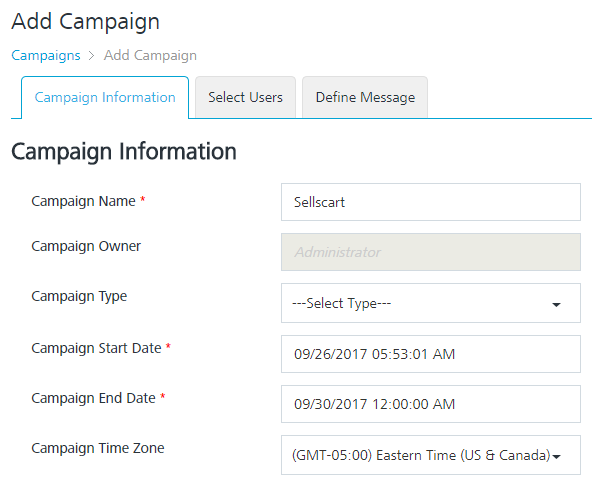 Add Campaign
Campaigns > Add Campaign
Campaign Information Select Users Define Message
Campaign Information
Campaign Name * Sellscart
Campaign Owner Administrator
Campaign Type ---Select Type---
Campaign Start Date * 09/26/2017 05:53:01 AM
Campaign End Date * 09/30/2017 12:00:00 AM
Campaign Time Zone (GMT-05:00) Eastern Time (US & Canada)